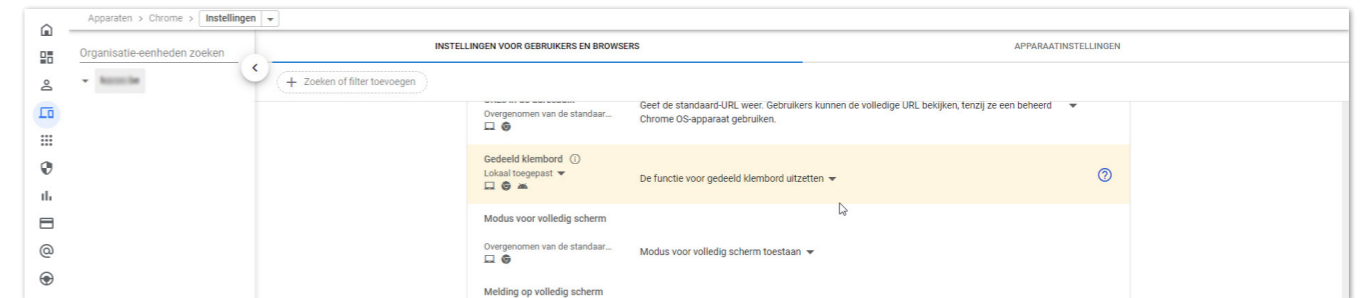 Apparaten > Chrome > Instellingen
Organisatie-eenheden zoeken
INSTELLINGEN VOOR GEBRUIKERS EN BROWSERS
APPARAATINSTELLINGEN
+ Zoeken of filter toevoegen
Overgenomen van de standaar...
Geef de standaard-URL weer. Gebruikers kunnen de volledige URL bekijken, tenzij ze een beheerd
Chrome OS-apparaat gebruiken.
Gedeeld klembord
Lokaal toegepast
De functie voor gedeeld klembord uitzetten
Modus voor volledig scherm
Overgenomen van de standaar...
Modus voor volledig scherm toestaan
Melding op volledig scherm